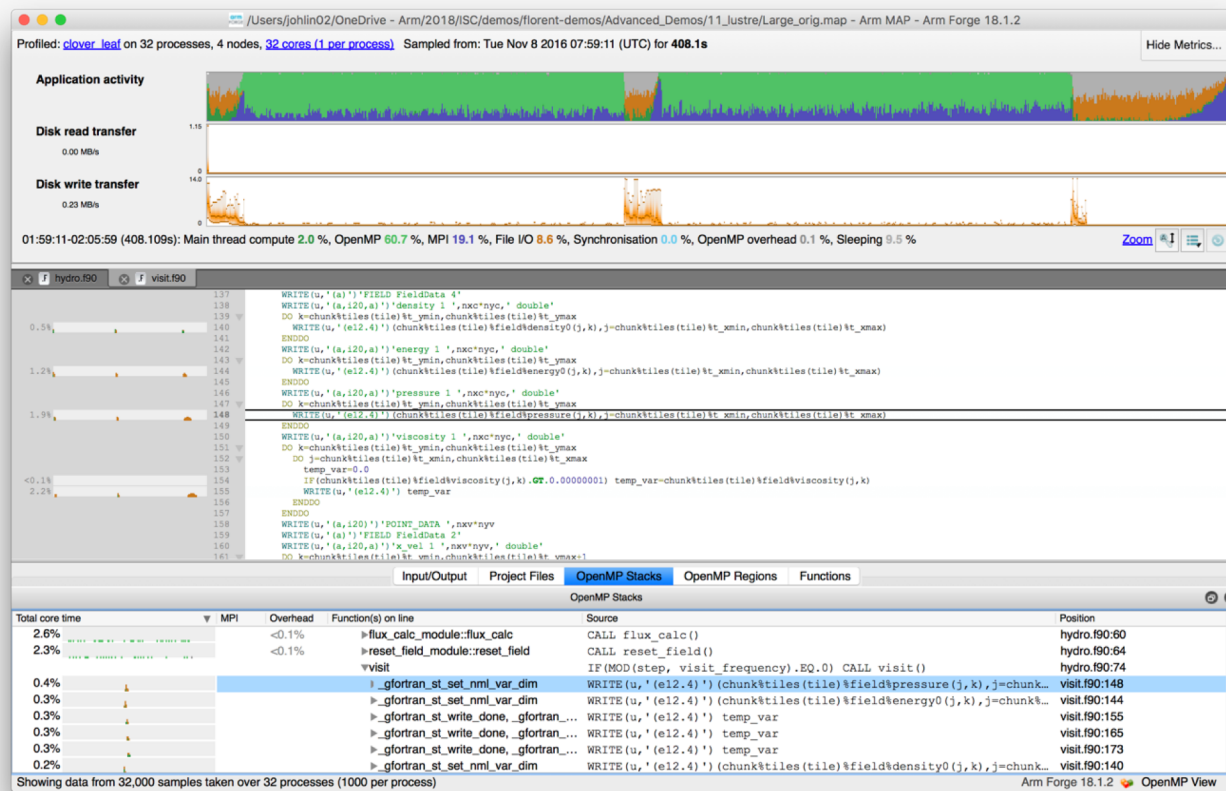 /Users/johlin02/OneDrive - Arm/2018/ISC/demos/florent-demos/Advanced_Demos/11_lustre/Large_orig.map - Arm MAP - Arm Forge 18.1.2
Profiled: clover_leaf on 32 processes, 4 nodes, 32 cores (1 per process) Sampled from: Tue Nov 8 2016 07:59:11 (UTC) for 408.1s
Hide Metrics...
Application activity
Disk read transfer
0.00 MB/s
1.15
0
Disk write transfer
0.23 MB/s
14.0
0
01:59:11-02:05:59 (408.109s): Main thread compute 2.0 %, OpenMP 60.7 %, MPI 19.1 %, File I/O 8.6 %, Synchronisation 0.0 %, OpenMP overhead 0.1 %, Sleeping 9.5 %
Zoom
hydro.f90 visit.f90
137 WRITE(u,'(a)')'FIELD FieldData 4'
138 WRITE(u,'(a,i20,a)')'density 1 ',nxc*nyc,' double'
139 DO k=chunk%tiles(tile)%t_ymin,chunk%tiles(tile)%t_ymax
0.5% 140 WRITE(u,'(e12.4)')(chunk%tiles(tile)%field%density0(j,k),j=chunk%tiles(tile)%t_xmin,chunk%tiles(tile)%t_xmax)
141 ENDDO
142 WRITE(u,'(a,i20,a)')'energy 1 ',nxc*nyc,' double'
143 DO k=chunk%tiles(tile)%t_ymin,chunk%tiles(tile)%t_ymax
1.2% 144 WRITE(u,'(e12.4)')(chunk%tiles(tile)%field%energy0(j,k),j=chunk%tiles(tile)%t_xmin,chunk%tiles(tile)%t_xmax)
145 ENDDO
146 WRITE(u,'(a,i20,a)')'pressure 1 ',nxc*nyc,' double'
147 DO k=chunk%tiles(tile)%t_ymin,chunk%tiles(tile)%t_ymax
1.9% 148 WRITE(u,'(e12.4)')(chunk%tiles(tile)%field%pressure(j,k),j=chunk%tiles(tile)%t_xmin,chunk%tiles(tile)%t_xmax)
149 ENDDO
150 WRITE(u,'(a,i20,a)')'viscosity 1 ',nxc*nyc,' double'
151 DO k=chunk%tiles(tile)%t_ymin,chunk%tiles(tile)%t_ymax
152 DO j=chunk%tiles(tile)%t_xmin,chunk%tiles(tile)%t_xmax
153 temp_var=0.0
<0.1% 154 IF(chunk%tiles(tile)%field%viscosity(j,k).GT.0.00000001) temp_var=chunk%tiles(tile)%field%viscosity(j,k)
2.2% 155 WRITE(u,'(e12.4)') temp_var
156 ENDDO
157 ENDDO
158 WRITE(u,'(a,i20)')'POINT_DATA ',nxv*nyv
159 WRITE(u,'(a)')'FIELD FieldData 2'
160 WRITE(u,'(a,i20,a)')'x_vel 1 ',nxv*nyv,' double'
161 DO k=chunk%tiles(tile)%t_ymin,chunk%tiles(tile)%t_ymax+1
Input/Output Project Files OpenMP Stacks OpenMP Regions Functions
OpenMP Stacks
Total core time MPI Overhead Function(s) on line Source Position
2.6% <0.1% flux_calc_module::flux_calc CALL flux_calc() hydro.f90:60
2.3% <0.1% reset_field_module::reset_field CALL reset_field() hydro.f90:64
visit IF(MOD(step, visit_frequency).EQ.0) CALL visit() hydro.f90:74
0.4% _gfortran_st_set_nml_var_dim WRITE(u,'(e12.4)')(chunk%tiles(tile)%field%pressure(j,k),j=chunk... visit.f90:148
0.3% _gfortran_st_set_nml_var_dim WRITE(u,'(e12.4)')(chunk%tiles(tile)%field%energy0(j,k),j=chunk%... visit.f90:144
0.3% _gfortran_st_write_done, _gfortran_... WRITE(u,'(e12.4)') temp_var visit.f90:155
0.3% _gfortran_st_write_done, _gfortran_... WRITE(u,'(e12.4)') temp_var visit.f90:165
0.3% _gfortran_st_write_done, _gfortran_... WRITE(u,'(e12.4)') temp_var visit.f90:173
0.2% _gfortran_st_set_nml_var_dim WRITE(u,'(e12.4)')(chunk%tiles(tile)%field%density0(j,k),j=chunk... visit.f90:140
Showing data from 32,000 samples taken over 32 processes (1000 per process) Arm Forge 18.1.2 OpenMP View